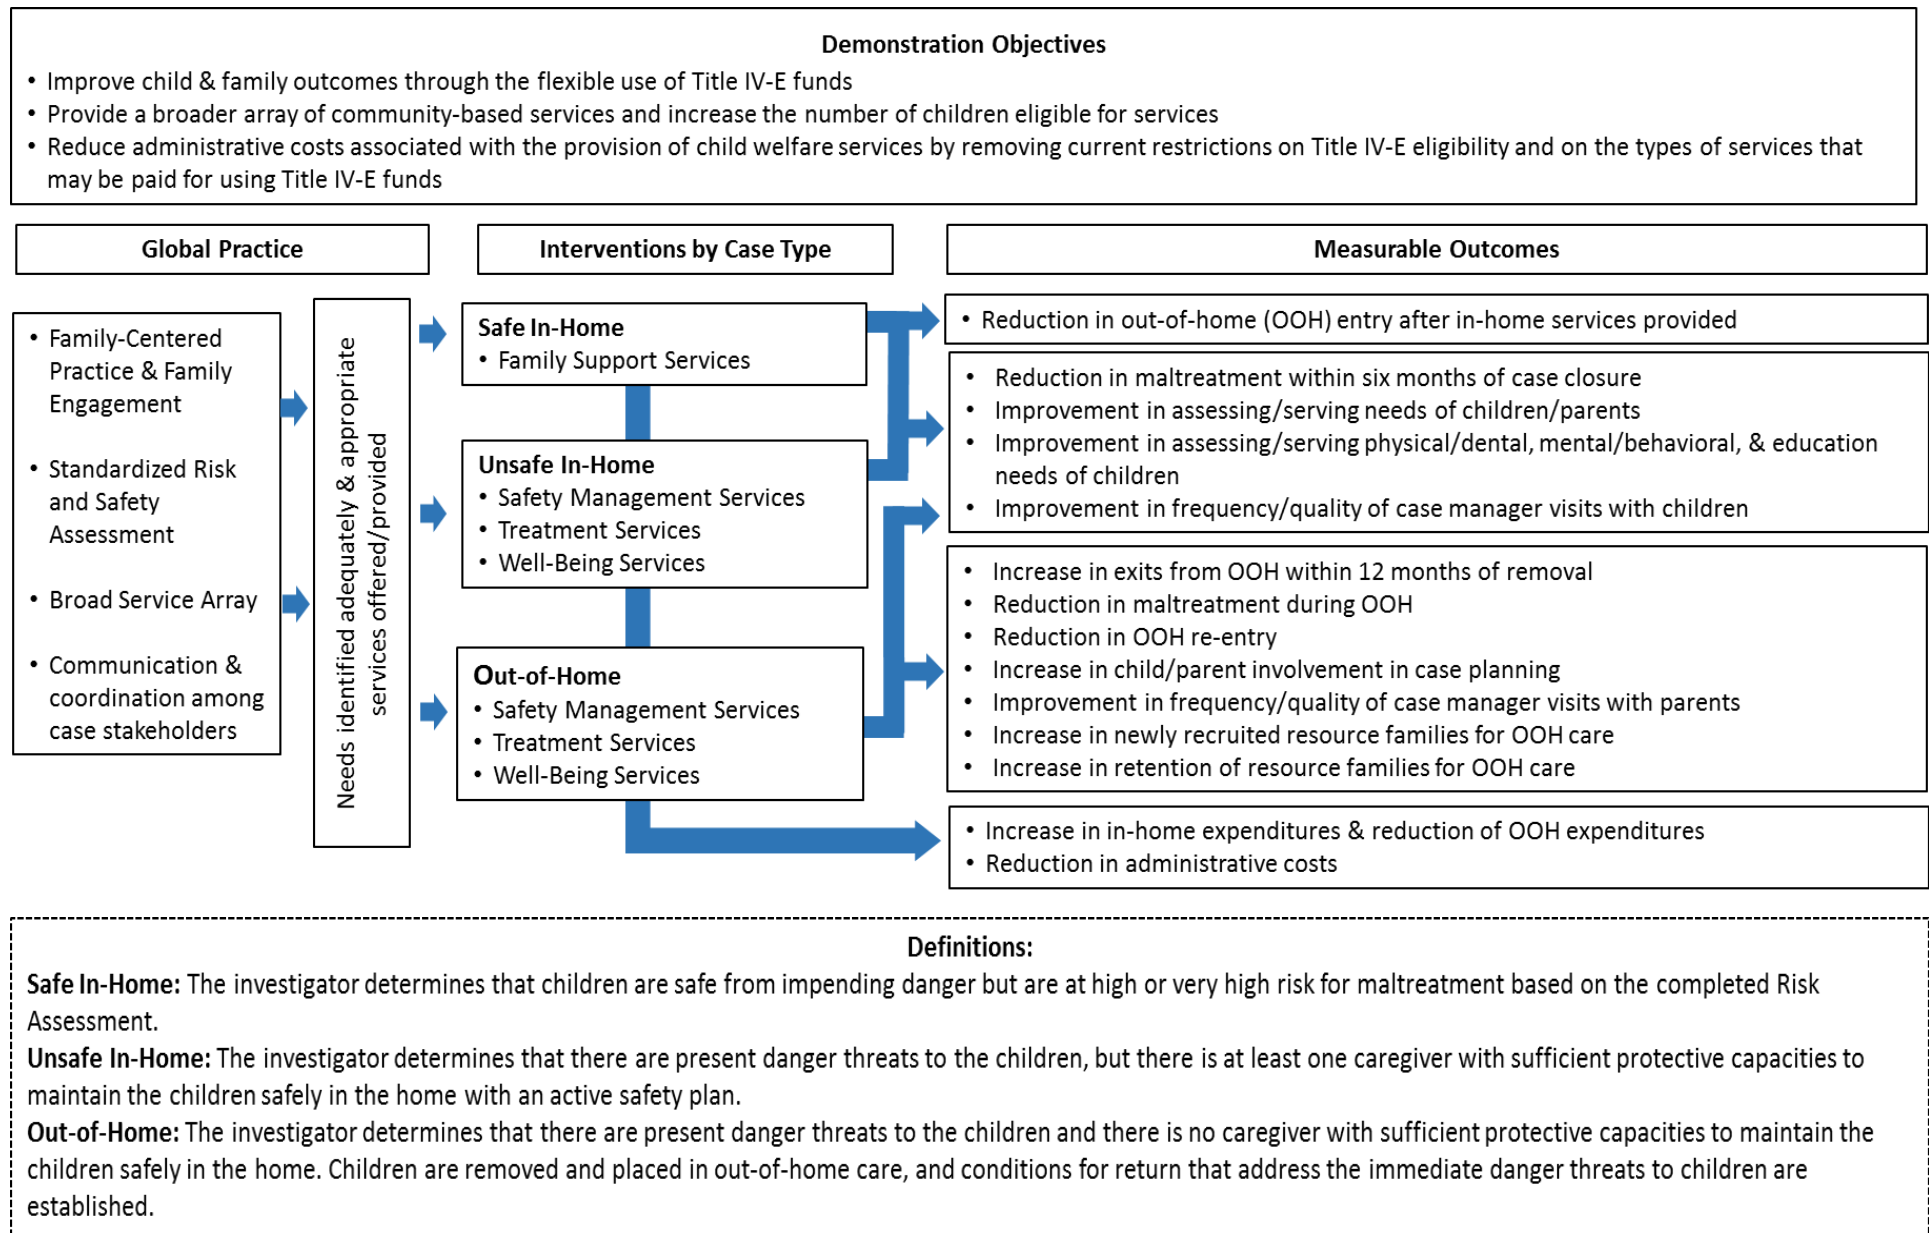 Demonstration Objectives
• Improve child & family outcomes through the flexible use of Title IV-E funds
• Provide a broader array of community-based services and increase the number of children eligible for services
• Reduce administrative costs associated with the provision of child welfare services by removing current restrictions on Title IV-E eligibility and on the types of services that
may be paid for using Title IV-E funds
Global Practice
Interventions by Case Type
Measurable Outcomes
• Family-Centered
Practice & Family
Engagement
• Standardized Risk
and Safety
Assessment
• Broad Service Array
• Communication &
coordination among
case stakeholders
Needs identified adequately & appropriate
services offered/provided
Safe In-Home
• Family Support Services
Unsafe In-Home
• Safety Management Services
• Treatment Services
• Well-Being Services
Out-of-Home
• Safety Management Services
• Treatment Services
• Well-Being Services
• Reduction in out-of-home (OOH) entry after in-home services provided
• Reduction in maltreatment within six months of case closure
• Improvement in assessing/serving needs of children/parents
• Improvement in assessing/serving physical/dental, mental/behavioral, & education
needs of children
• Improvement in frequency/quality of case manager visits with children
• Increase in exits from OOH within 12 months of removal
• Reduction in maltreatment during OOH
• Reduction in OOH re-entry
• Increase in child/parent involvement in case planning
• Improvement in frequency/quality of case manager visits with parents
• Increase in newly recruited resource families for OOH care
• Increase in retention of resource families for OOH care
• Increase in in-home expenditures & reduction of OOH expenditures
• Reduction in administrative costs
Definitions:
Safe In-Home: The investigator determines that children are safe from impending danger but are at high or very high risk for maltreatment based on the completed Risk
Assessment.
Unsafe In-Home: The investigator determines that there are present danger threats to the children, but there is at least one caregiver with sufficient protective capacities to
maintain the children safely in the home with an active safety plan.
Out-of-Home: The investigator determines that there are present danger threats to the children and there is no caregiver with sufficient protective capacities to maintain the
children safely in the home. Children are removed and placed in out-of-home care, and conditions for return that address the immediate danger threats to children are
established.